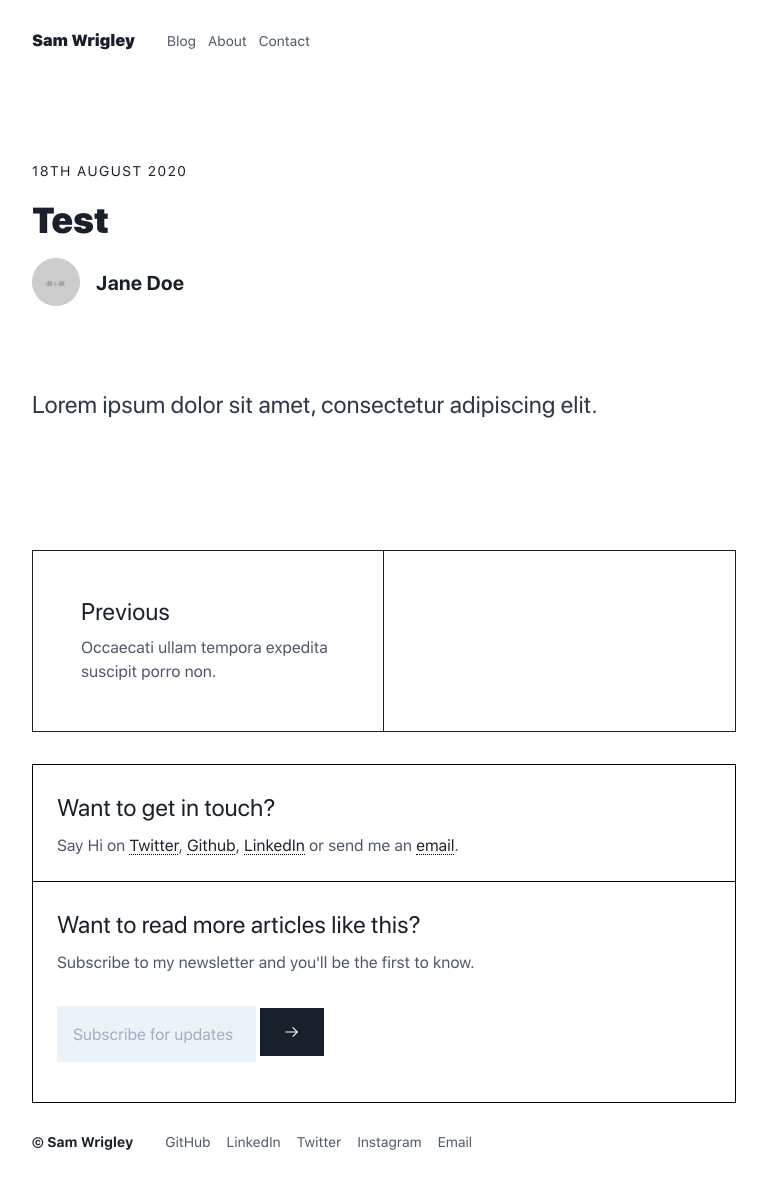 Sam Wrigley Blog About Contact
18TH AUGUST 2020
Test
Jane Doe
Lorem ipsum dolor sit amet, consectetur adipiscing elit.
Previous
Occaecati ullam tempora expedita
suscipit porro non.
Want to get in touch?
Say Hi on Twitter, Github, LinkedIn or send me an email.
Want to read more articles like this?
Subscribe to my newsletter and you'll be the first to know.
Subscribe for updates →
© Sam Wrigley GitHub LinkedIn Twitter Instagram Email